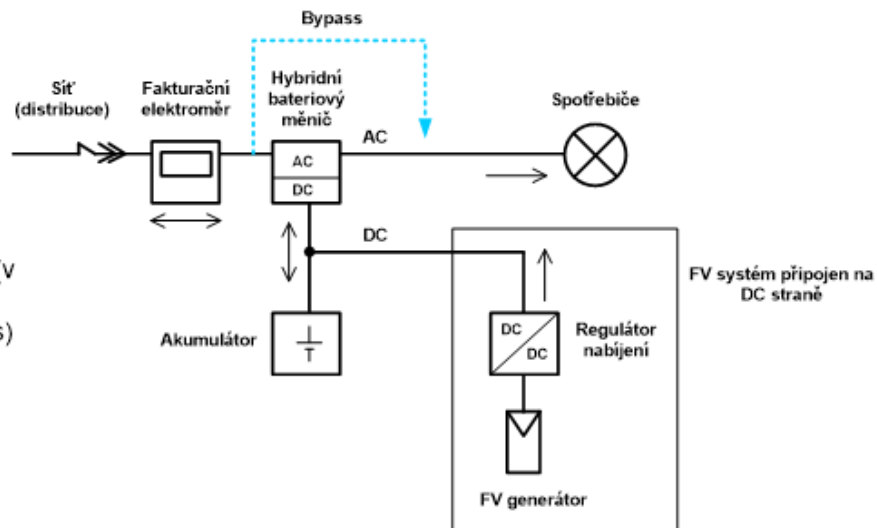 Bypass
Síť
(distribuce)
Fakturační
elektroměr
Hybridní
bateriový
měnič
Spotřebiče
AC
AC
DC
DC
FV systém připojen na
DC straně
Akumulátor
DC
DC
Regulátor
nabíjení
FV generátor
(v
s)